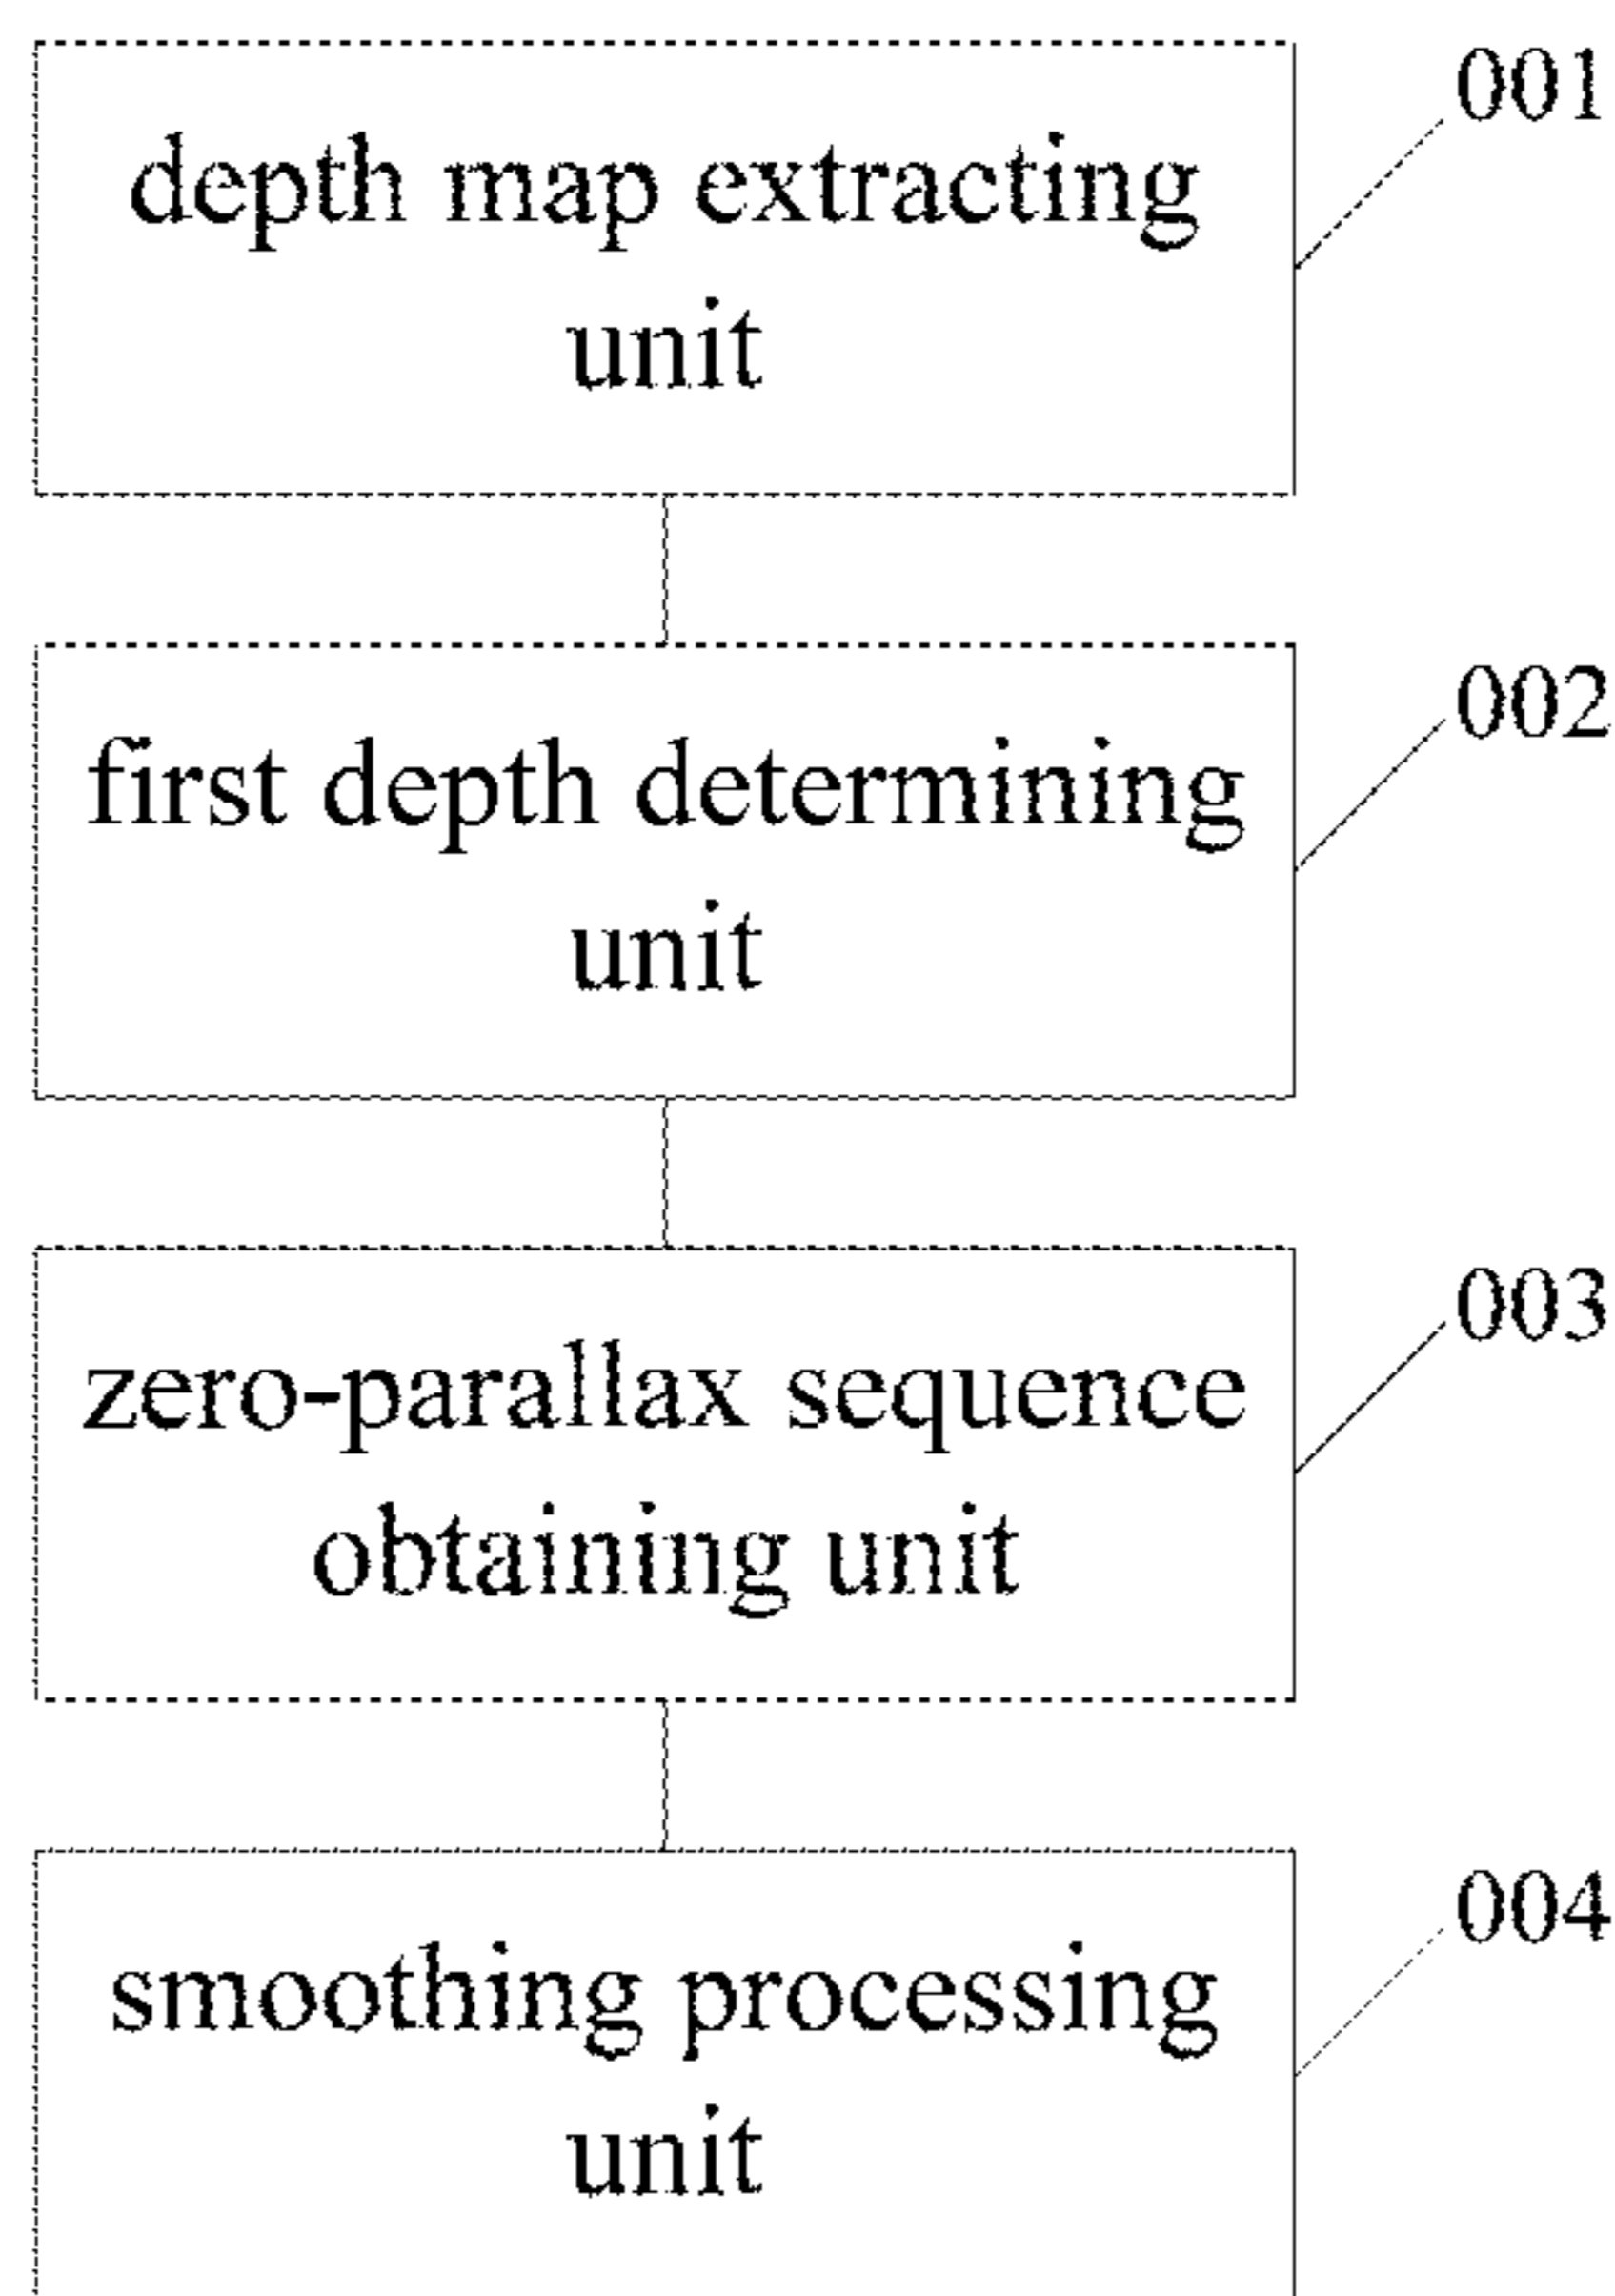 depth map extracting
unit
001
first depth determining
unit
002
zero-parallax sequence
obtaining unit
003
smoothing processing
unit
004